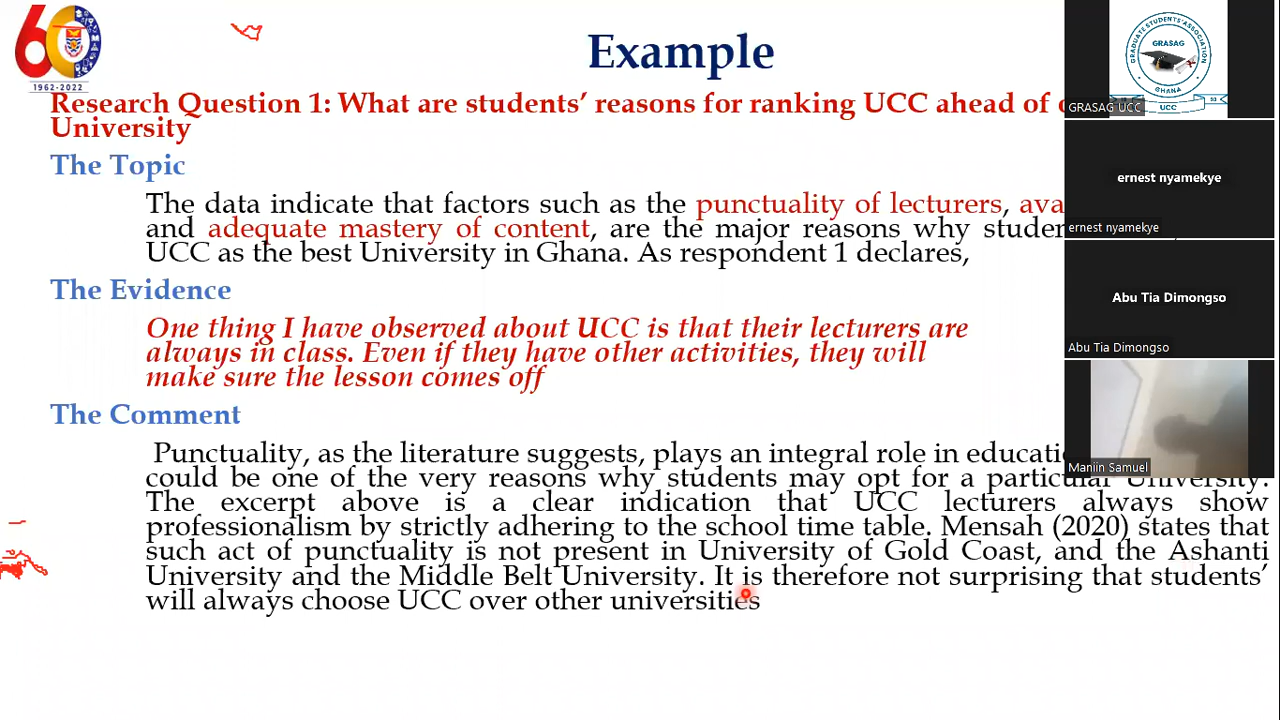 60
1962-2022
Example
Research Question 1: What are students’ reasons for ranking UCC ahead of
University
The Topic
The data indicate that factors such as the punctuality of lecturers,
and adequate mastery of content, are the major reasons why
UCC as the best University in Ghana. As respondent 1 declares,
The Evidence
One thing I have observed about UCC is that their lecturers are
always in class. Even if they have other activities, they will
make sure the lesson comes off
The Comment
Punctuality, as the literature suggests, plays an integral role in
could be one of the very reasons why students may opt for a particular University.
The excerpt above is a clear indication that UCC lecturers always show
professionalism by strictly adhering to the school time table. Mensah (2020) states that
such act of punctuality is not present in University of Gold Coast, and the Ashanti
University and the Middle Belt University. It is therefore not surprising that students’
will always choose UCC over other universities
GRADUATE STUDENTS' ASSOCIATION
GRASAG
GHANA
UCC
GRASAG UCC
ernest nyamekye
ernest nyamekye
Abu Tia Dimongso
Abu Tia Dimongso
Maniin Samuel